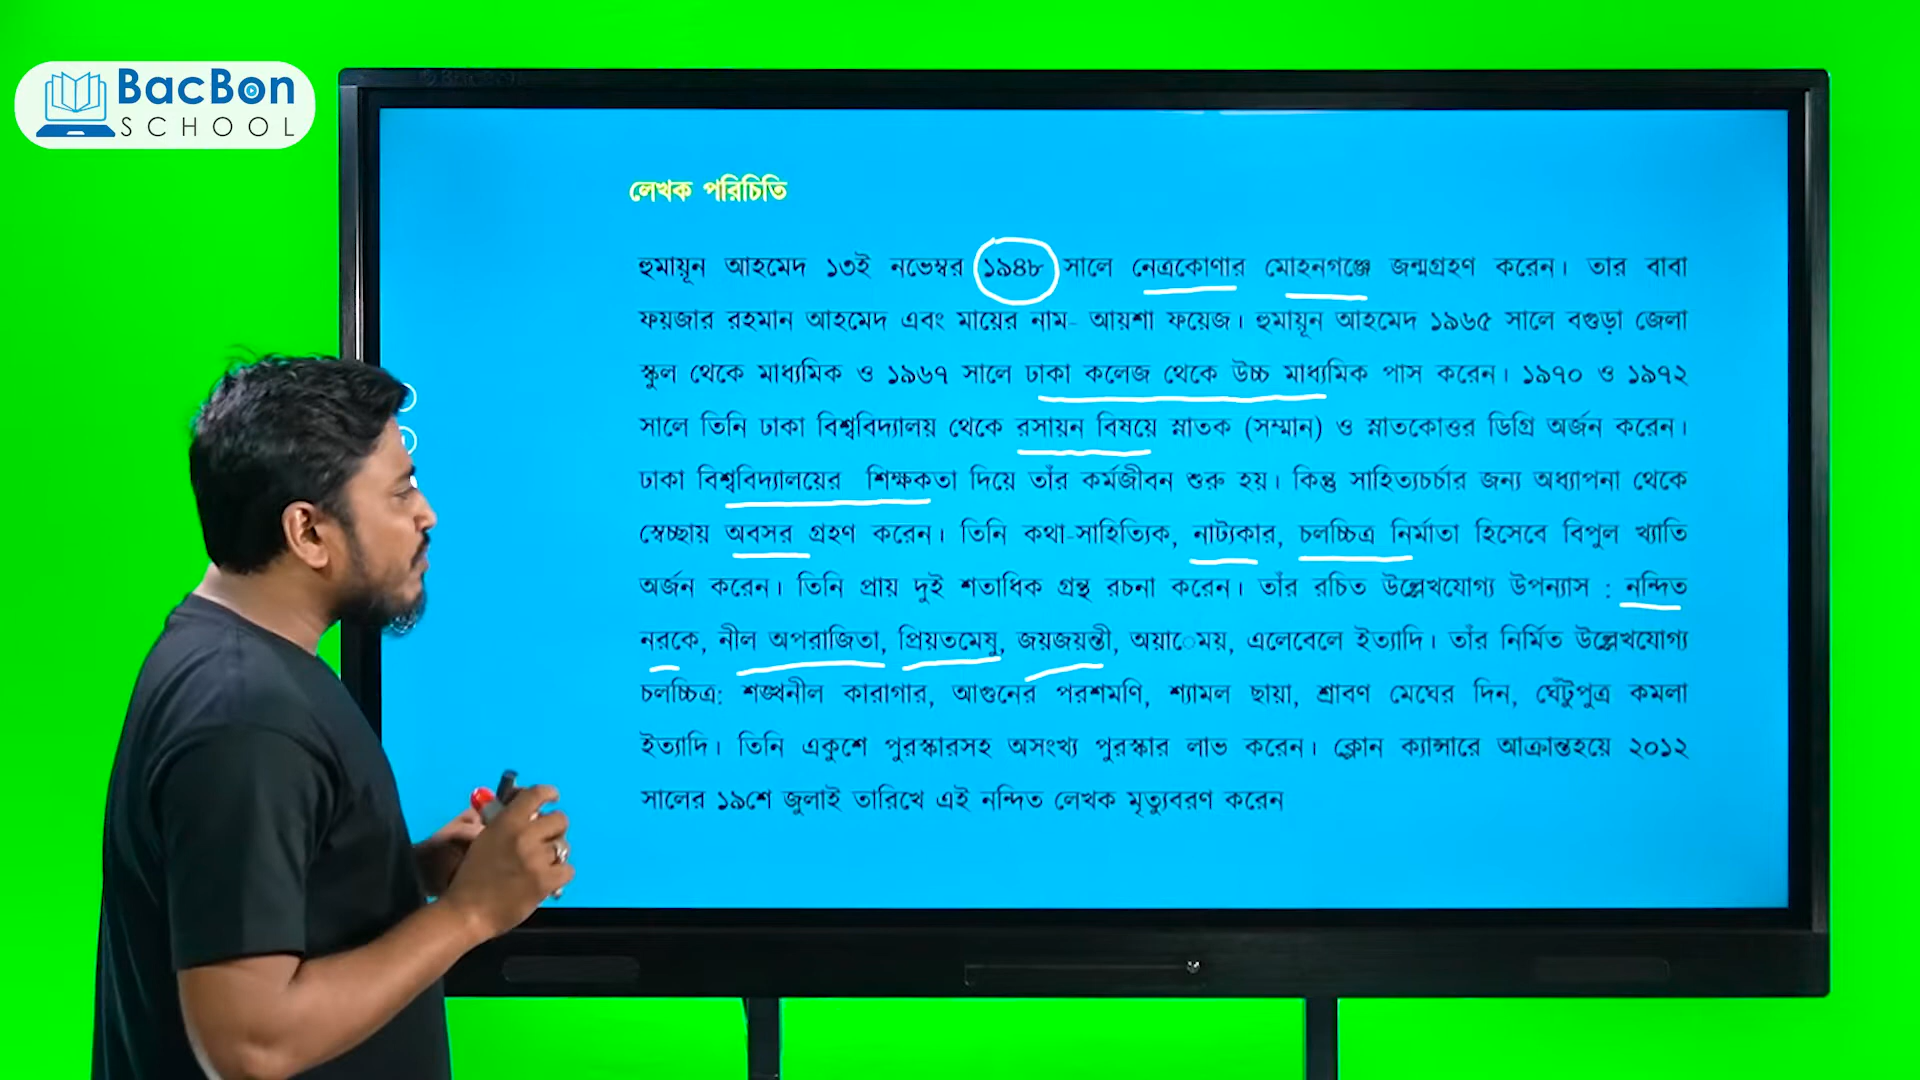 BacBon
SCHOOL
লেখক পরিচিতি
হুমায়ূন আহমেদ ১৩ই নভেম্বর ১৯৪৮ সালে নেত্রকোণার মোহনগঞ্জে জন্মগ্রহণ করেন। তার বাবা
ফয়জার রহমান আহমেদ এবং মায়ের নাম- আয়শা ফয়েজ। হুমায়ূন আহমেদ ১৯৬৫ সালে বগুড়া জেলা
স্কুল থেকে মাধ্যমিক ও ১৯৬৭ সালে ঢাকা কলেজ থেকে উচ্চ মাধ্যমিক পাস করেন। ১৯৭০ ও ১৯৭২
সালে তিনি ঢাকা বিশ্ববিদ্যালয় থেকে রসায়ন বিষয়ে স্নাতক (সম্মান) ও স্নাতকোত্তর ডিগ্রি অর্জন করেন।
ঢাকা বিশ্ববিদ্যালয়ের শিক্ষকতা দিয়ে তাঁর কর্মজীবন শুরু হয়। কিন্তু সাহিত্যচর্চার জন্য অধ্যাপনা থেকে
স্বেচ্ছায় অবসর গ্রহণ করেন। তিনি কথা-সাহিত্যিক, নাট্যকার, চলচ্চিত্র নির্মাতা হিসেবে বিপুল খ্যাতি
অর্জন করেন। তিনি প্রায় দুই শতাধিক গ্রন্থ রচনা করেন। তাঁর রচিত উল্লেখযোগ্য উপন্যাস : নন্দিত
নরকে, নীল অপরাজিতা, প্রিয়তমেষু, জয়জয়ন্তী, অয়ােময়, এলেবেলে ইত্যাদি। তাঁর নির্মিত উল্লেখযোগ্য
চলচ্চিত্র: শঙ্খনীল কারাগার, আগুনের পরশমণি, শ্যামল ছায়া, শ্রাবণ মেঘের দিন, ঘেঁটুপুত্র কমলা
ইত্যাদি। তিনি একুশে পুরস্কারসহ অসংখ্য পুরস্কার লাভ করেন। ক্লোন ক্যান্সারে আক্রান্তহয়ে ২০১২
সালের ১৯শে জুলাই তারিখে এই নন্দিত লেখক মৃত্যুবরণ করেন